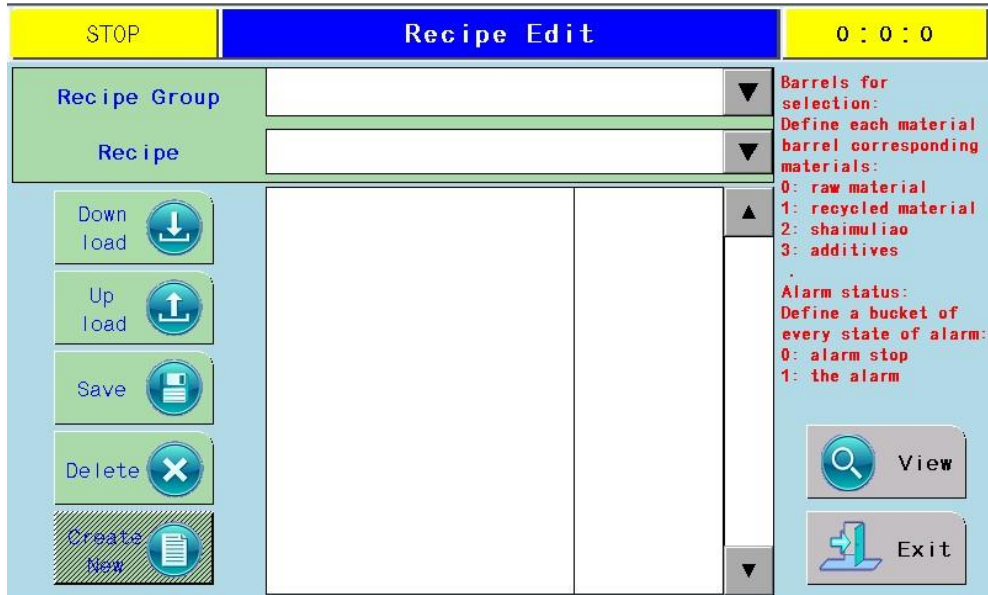 STOP
Recipe Edit
0:0:0
Recipe Group
Recipe
Down
load
Up
load
Save
Delete
Create
New
Barrels for
selection:
Define each material
barrel corresponding
materials:
0: raw material
1: recycled material
2: shaimuliao
3: additives
.
Alarm status:
Define a bucket of
every state of alarm:
0: alarm stop
1: the alarm
View
Exit